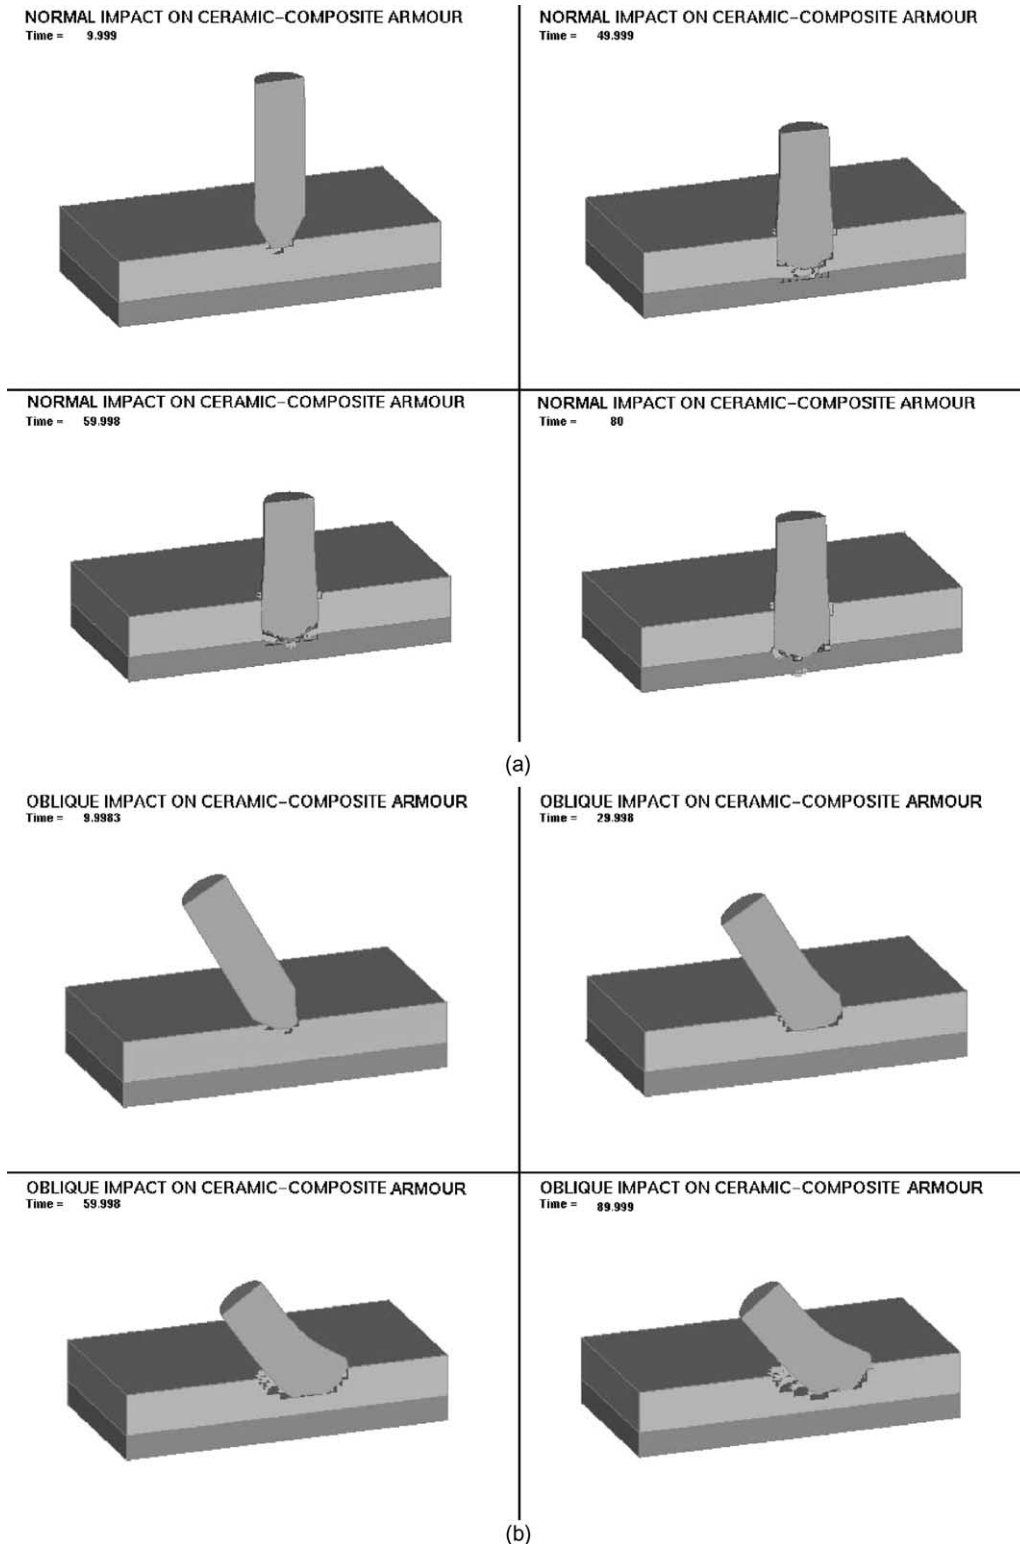 NORMAL IMPACT ON CERAMIC-COMPOSITE ARMOUR
Time = 9.999
NORMAL IMPACT ON CERAMIC-COMPOSITE ARMOUR
Time = 49.999
NORMAL IMPACT ON CERAMIC-COMPOSITE ARMOUR
Time = 59.998
NORMAL IMPACT ON CERAMIC-COMPOSITE ARMOUR
Time = 80
(a)
OBLIQUE IMPACT ON CERAMIC-COMPOSITE ARMOUR
Time = 9.9983
OBLIQUE IMPACT ON CERAMIC-COMPOSITE ARMOUR
Time = 29.998
OBLIQUE IMPACT ON CERAMIC-COMPOSITE ARMOUR
Time = 59.998
OBLIQUE IMPACT ON CERAMIC-COMPOSITE ARMOUR
Time = 89.999
(b)